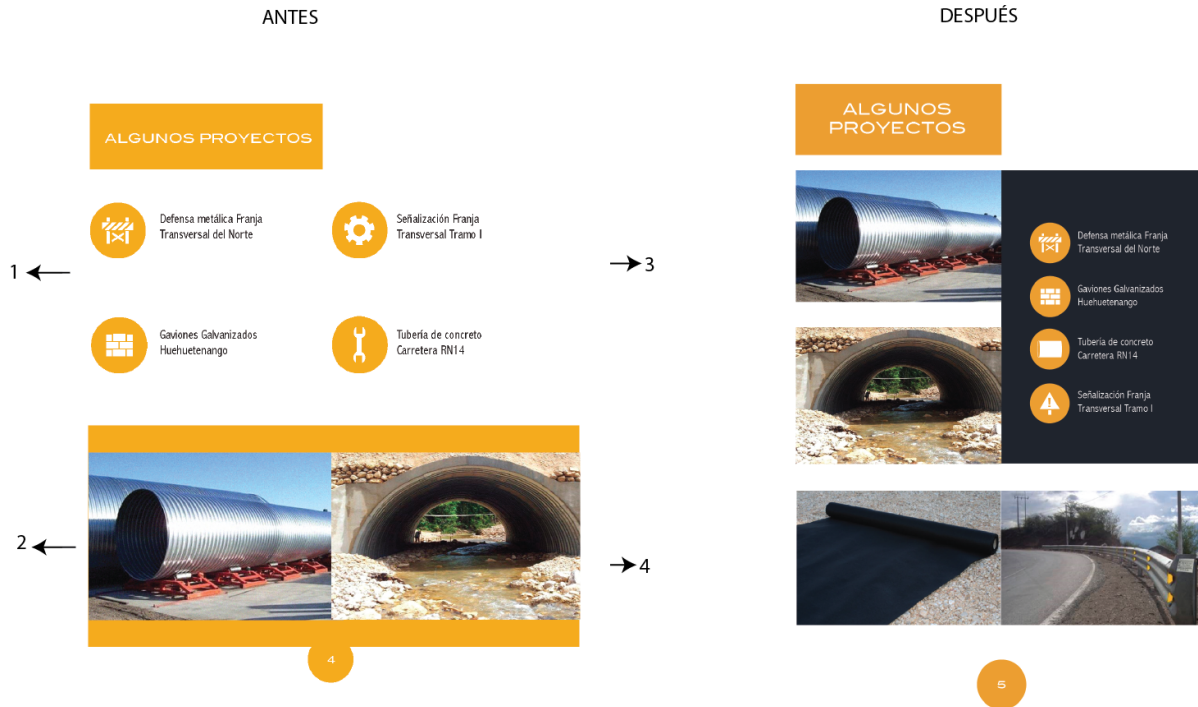 ANTES
ALGUNOS PROYECTOS
Defensa metálica Franja
Transversal del Norte
Señalización Franja
Transversal Tramo I
1
Gaviones Galvanizados
Huehuetenango
Tubería de concreto
Carretera RN14
2
4
3
4
DESPUÉS
ALGUNOS
PROYECTOS
Defensa metálica Franja
Transversal del Norte
Gaviones Galvanizados
Huehuetenango
Tubería de concreto
Carretera RN14
Señalización Franja
Transversal Tramo I
5